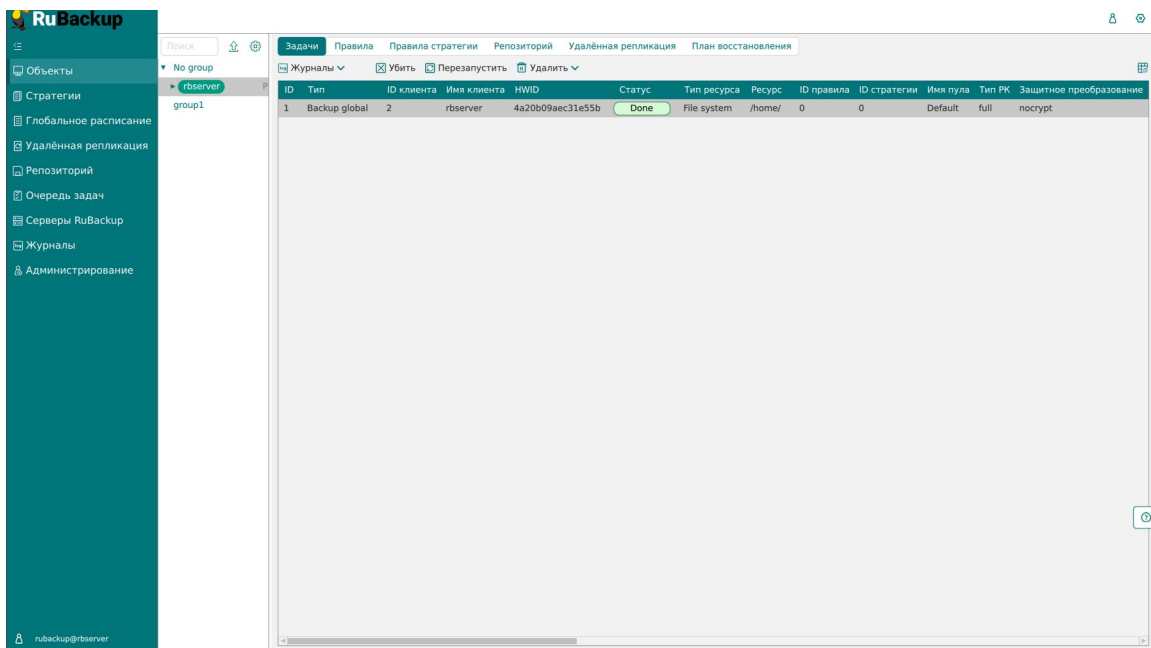 RuBackup
Объекты
Стратегии
Глобальное расписание
Удалённая репликация
Репозиторий
Очередь задач
Серверы RuBackup
Журналы
Администрирование
rubackup@rbserver
Поиск
No group
rbserver P
group1
Задачи Правила Правила стратегии Репозиторий Удалённая репликация План восстановления
Журналы Убить Перезапустить Удалить
ID Тип ID клиента Имя клиента HWID Статус Тип ресурса Ресурс ID правила ID стратегии Имя пула Тип РК Защитное преобразование
1 Backup global 2 rbserver 4a20b09aec31e55b Done File system /home/ 0 0 Default full nocrypt